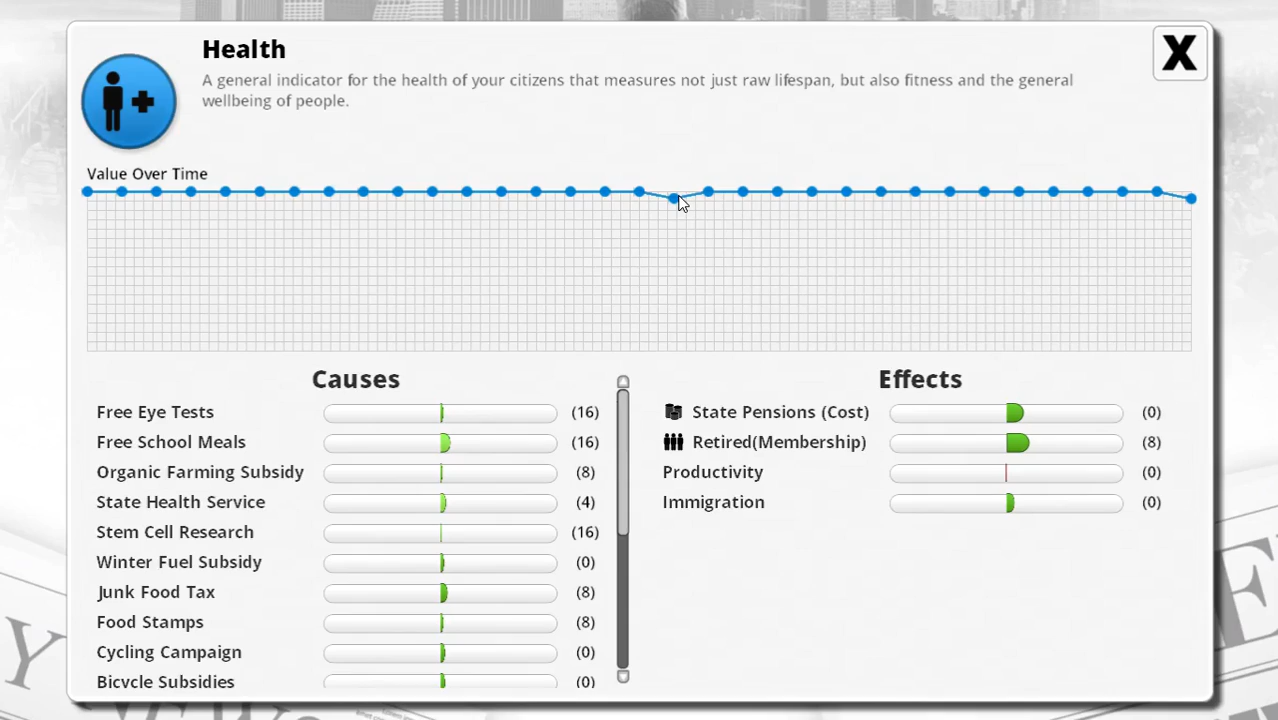 Health
X
A general indicator for the health of your citizens that measures not just raw lifespan, but also fitness and the general
wellbeing of people.
Value Over Time
Causes
Free Eye Tests (16)
Free School Meals (16)
Organic Farming Subsidy (8)
State Health Service (4)
Stem Cell Research (16)
Winter Fuel Subsidy (0)
Junk Food Tax (8)
Food Stamps (8)
Cycling Campaign (0)
Bicycle Subsidies (0)
Effects
State Pensions (Cost) (0)
Retired(Membership) (8)
Productivity (0)
Immigration (0)